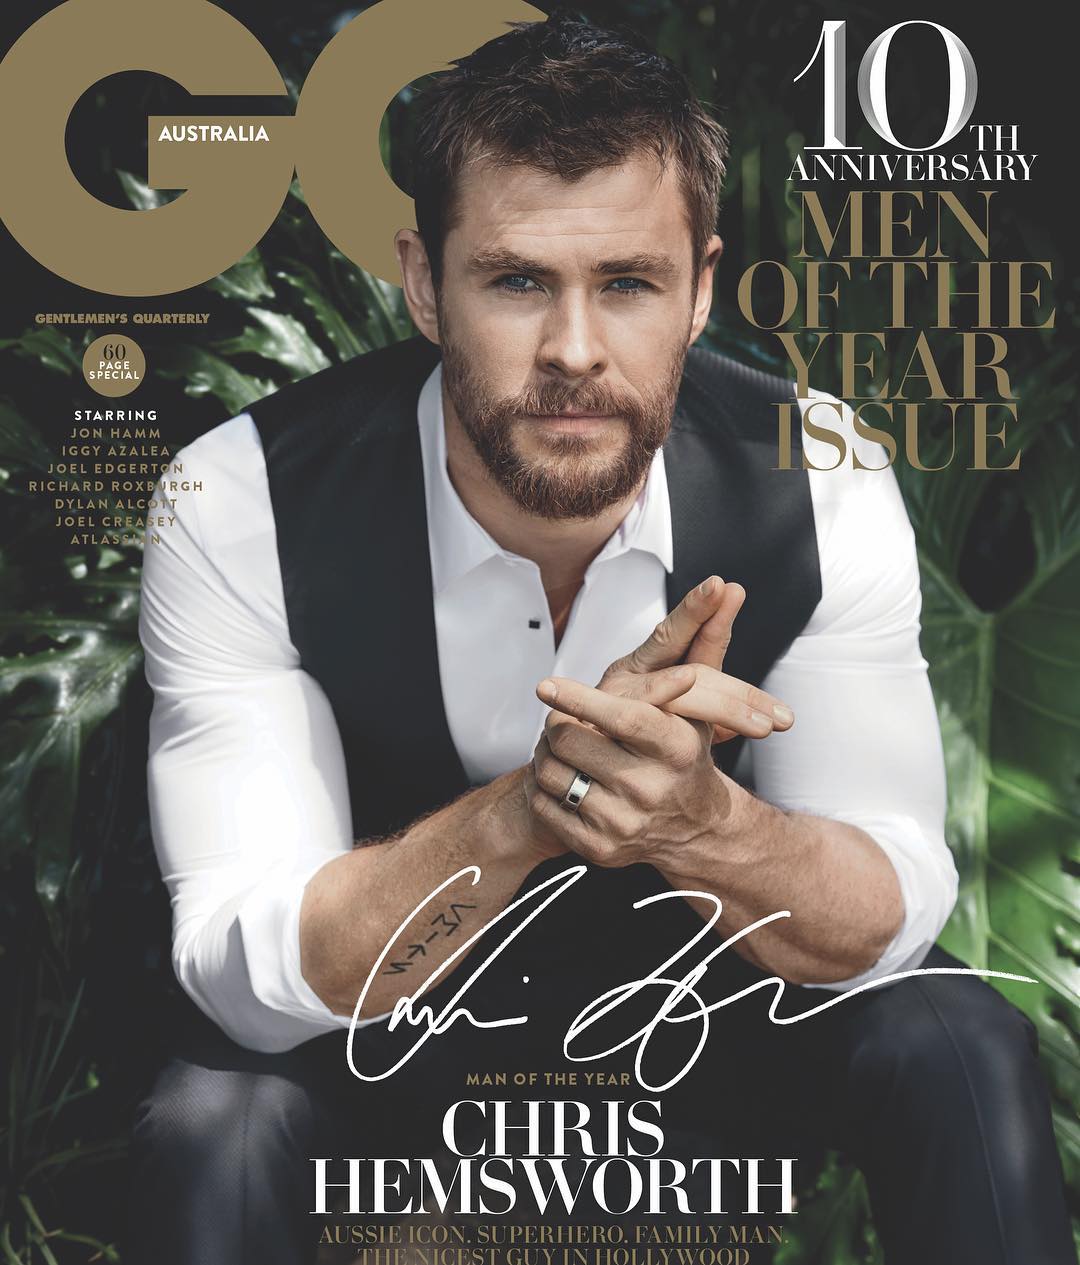 GQ
AUSTRALIA
GENTLEMEN'S QUARTERLY
60
PAGE
SPECIAL
STARRING
JON HAMM
IGGY AZALEA
JOEL EDGERTON
RICHARD ROXBURGH
DYLAN ALCOTT
JOEL CREASEY
ATLASSIAN
10TH
ANNIVERSARY
MEN
OF THE
YEAR
ISSUE
MAN OF THE YEAR
CHRIS
HEMSWORTH
AUSSIE ICON. SUPERHERO. FAMILY MAN.
THE NICEST GUY IN HOLLYWOOD